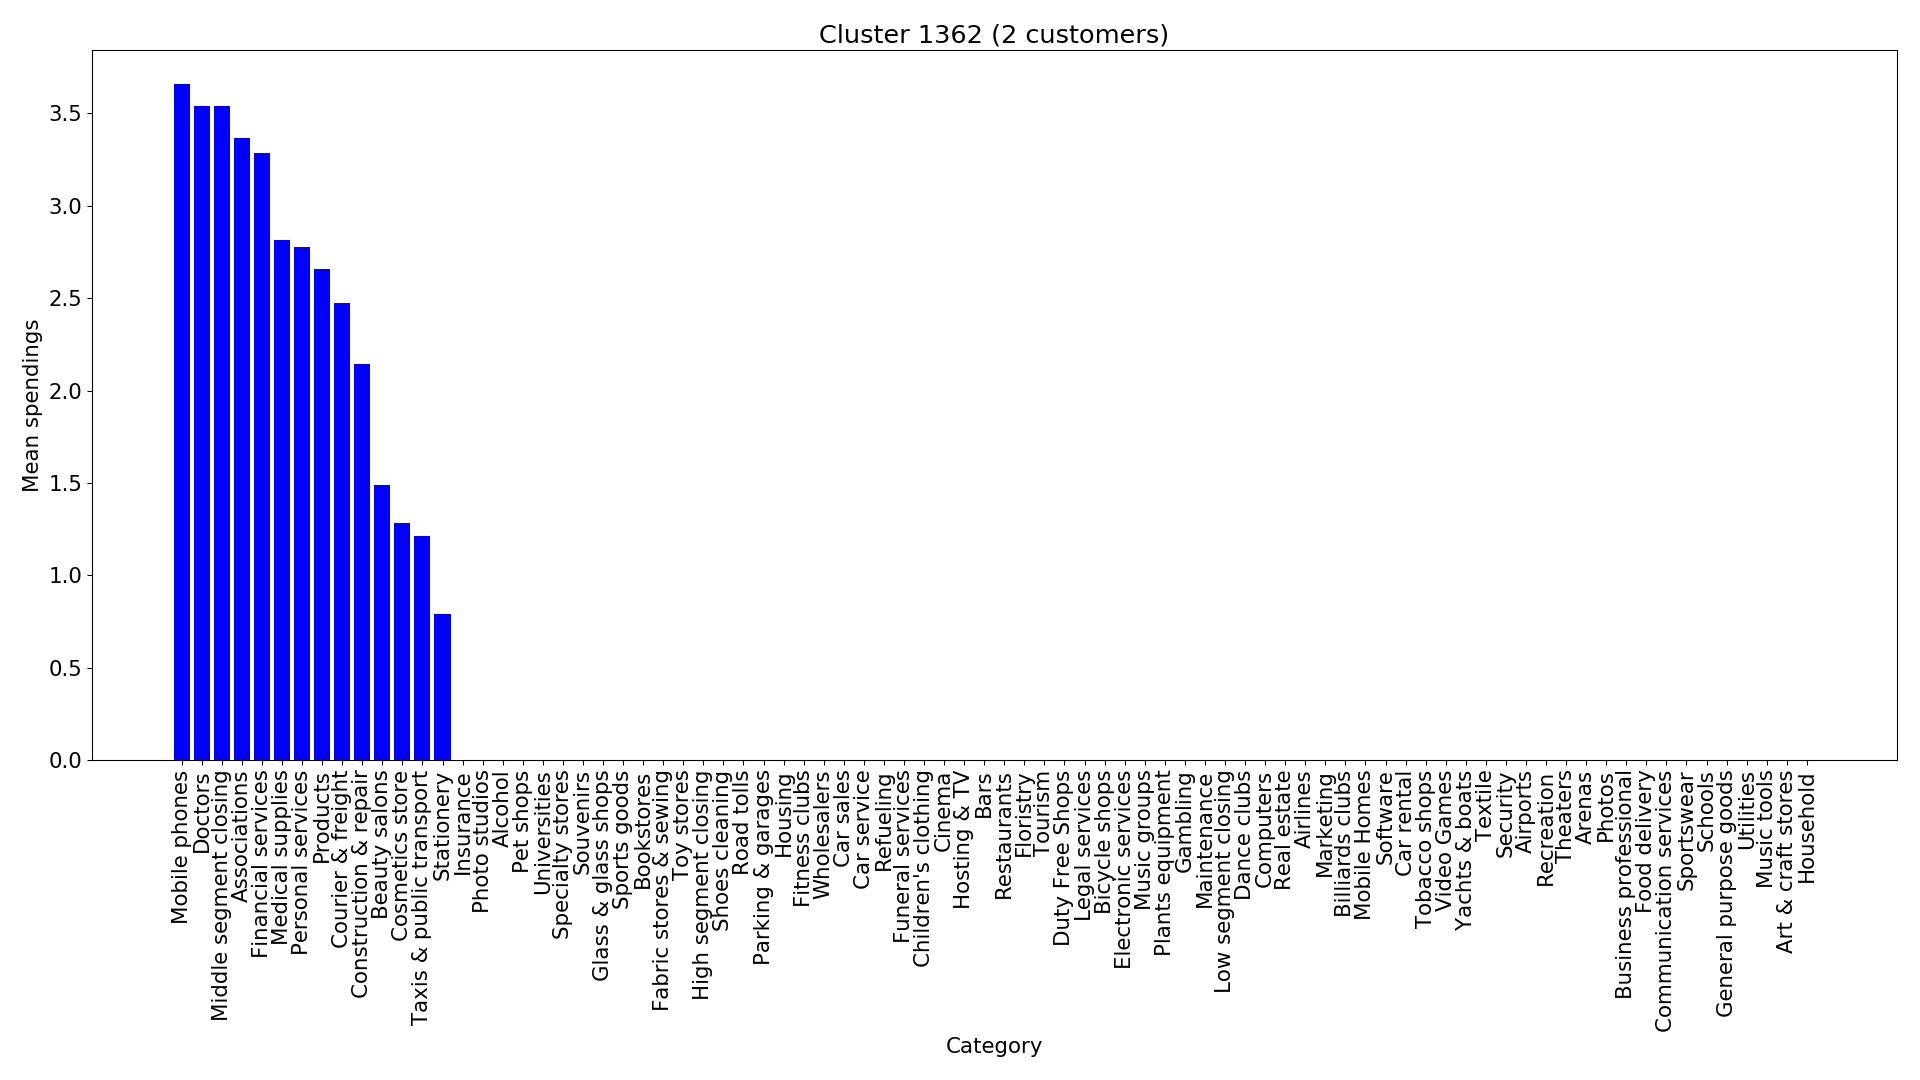 Cluster 1362 (2 customers)
Mean spendings
3.5
3.0
2.5
2.0
1.5
1.0
0.5
0.0
Mobile phones
Doctors
Middle segment closing
Associations
Financial services
Medical supplies
Personal services
Products
Courier & freight
Construction & repair
Beauty salons
Cosmetics store
Taxis & public transport
Stationery
Insurance
Photo studios
Alcohol
Pet shops
Universities
Specialty stores
Souvenirs
Glass & glass shops
Sports goods
Bookstores
Fabric stores & sewing
Toy stores
High segment closing
Shoes cleaning
Road tolls
Parking & garages
Housing
Fitness clubs
Wholesalers
Car sales
Car service
Refueling
Funeral services
Children's clothing
Cinema
Hosting & TV
Bars
Restaurants
Floristry
Tourism
Duty Free Shops
Legal services
Bicycle shops
Electronic services
Music groups
Plants equipment
Gambling
Maintenance
Low segment closing
Dance clubs
Computers
Real estate
Airlines
Marketing
Billiards clubs
Mobile Homes
Software
Car rental
Tobacco shops
Video Games
Yachts & boats
Textile
Security
Airports
Recreation
Theaters
Arenas
Photos
Business professional
Food delivery
Communication services
Sportswear
Schools
General purpose goods
Utilities
Music tools
Art & craft stores
Household
Category